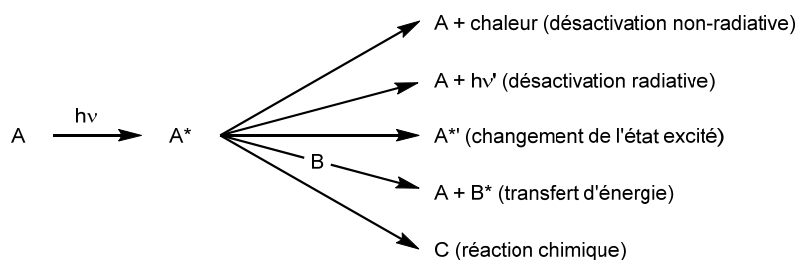 A + chaleur (désactivation non-radiative)
A + hν' (désactivation radiative)
hν
A
A*
A*' (changement de l'état excité)
B
A + B* (transfert d'énergie)
C (réaction chimique)